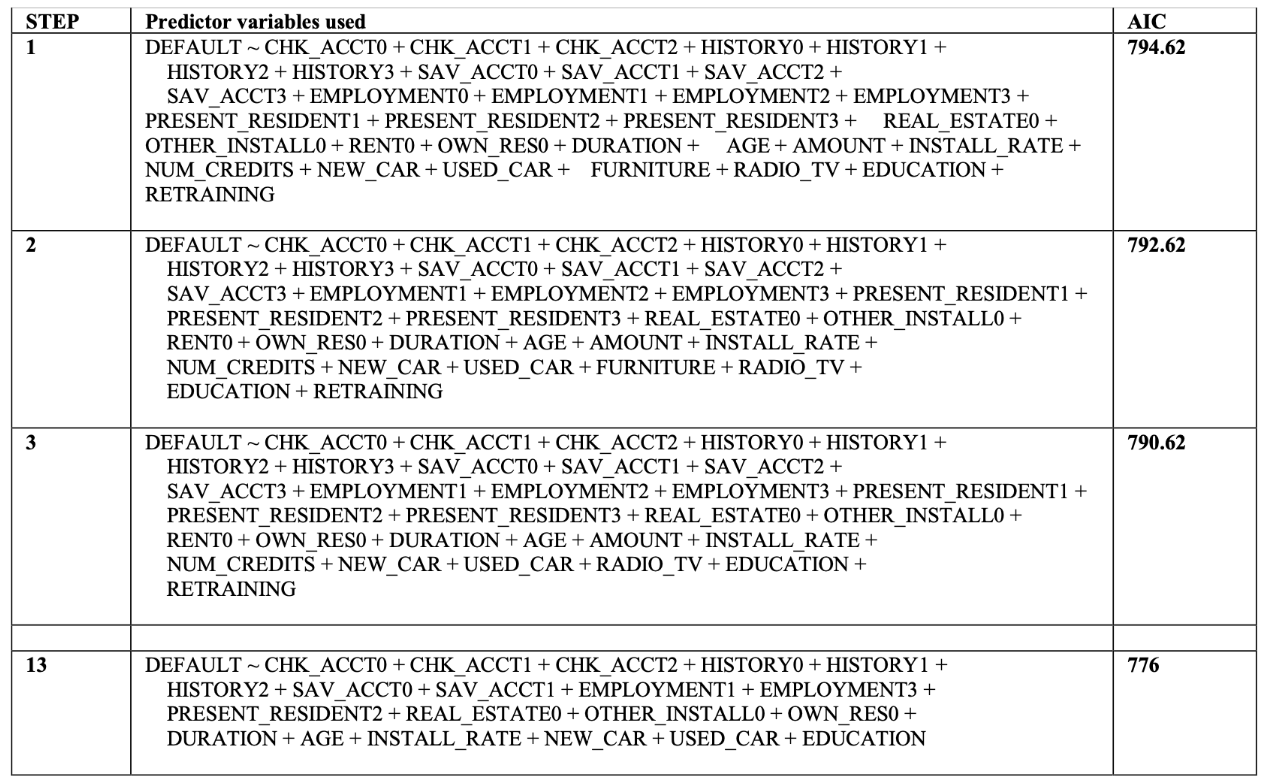 STEP Predictor variables used AIC
1 DEFAULT ~ CHK_ACCT0 + CHK_ACCT1 + CHK_ACCT2 + HISTORY0 + HISTORY1 + 794.62
HISTORY2 + HISTORY3 + SAV_ACCT0 + SAV_ACCT1 + SAV_ACCT2 +
SAV_ACCT3 + EMPLOYMENT0 + EMPLOYMENT1 + EMPLOYMENT2 + EMPLOYMENT3 +
PRESENT_RESIDENT1 + PRESENT_RESIDENT2 + PRESENT_RESIDENT3 + REAL_ESTATE0 +
OTHER_INSTALL0 + RENT0 + OWN_RES0 + DURATION + AGE + AMOUNT + INSTALL_RATE +
NUM_CREDITS + NEW_CAR + USED_CAR + FURNITURE + RADIO_TV + EDUCATION +
RETRAINING
2 DEFAULT ~ CHK_ACCT0 + CHK_ACCT1 + CHK_ACCT2 + HISTORY0 + HISTORY1 + 792.62
HISTORY2 + HISTORY3 + SAV_ACCT0 + SAV_ACCT1 + SAV_ACCT2 +
SAV_ACCT3 + EMPLOYMENT1 + EMPLOYMENT2 + EMPLOYMENT3 + PRESENT_RESIDENT1 +
PRESENT_RESIDENT2 + PRESENT_RESIDENT3 + REAL_ESTATE0 + OTHER_INSTALL0 +
RENT0 + OWN_RES0 + DURATION + AGE + AMOUNT + INSTALL_RATE +
NUM_CREDITS + NEW_CAR + USED_CAR + FURNITURE + RADIO_TV +
EDUCATION + RETRAINING
3 DEFAULT ~ CHK_ACCT0 + CHK_ACCT1 + CHK_ACCT2 + HISTORY0 + HISTORY1 + 790.62
HISTORY2 + HISTORY3 + SAV_ACCT0 + SAV_ACCT1 + SAV_ACCT2 +
SAV_ACCT3 + EMPLOYMENT1 + EMPLOYMENT2 + EMPLOYMENT3 + PRESENT_RESIDENT1 +
PRESENT_RESIDENT2 + PRESENT_RESIDENT3 + REAL_ESTATE0 + OTHER_INSTALL0 +
RENT0 + OWN_RES0 + DURATION + AGE + AMOUNT + INSTALL_RATE +
NUM_CREDITS + NEW_CAR + USED_CAR + RADIO_TV + EDUCATION +
RETRAINING
13 DEFAULT ~ CHK_ACCT0 + CHK_ACCT1 + CHK_ACCT2 + HISTORY0 + HISTORY1 + 776
HISTORY2 + SAV_ACCT0 + SAV_ACCT1 + EMPLOYMENT1 + EMPLOYMENT3 +
PRESENT_RESIDENT2 + REAL_ESTATE0 + OTHER_INSTALL0 + OWN_RES0 +
DURATION + AGE + INSTALL_RATE + NEW_CAR + USED_CAR + EDUCATION